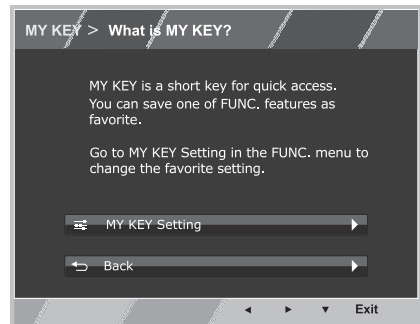 MY KEY > What is MY KEY?
MY KEY is a short key for quick access.
You can save one of FUNC. features as
favorite.
Go to MY KEY Setting in the FUNC. menu to
change the favorite setting.
MY KEY Setting
Back
Exit